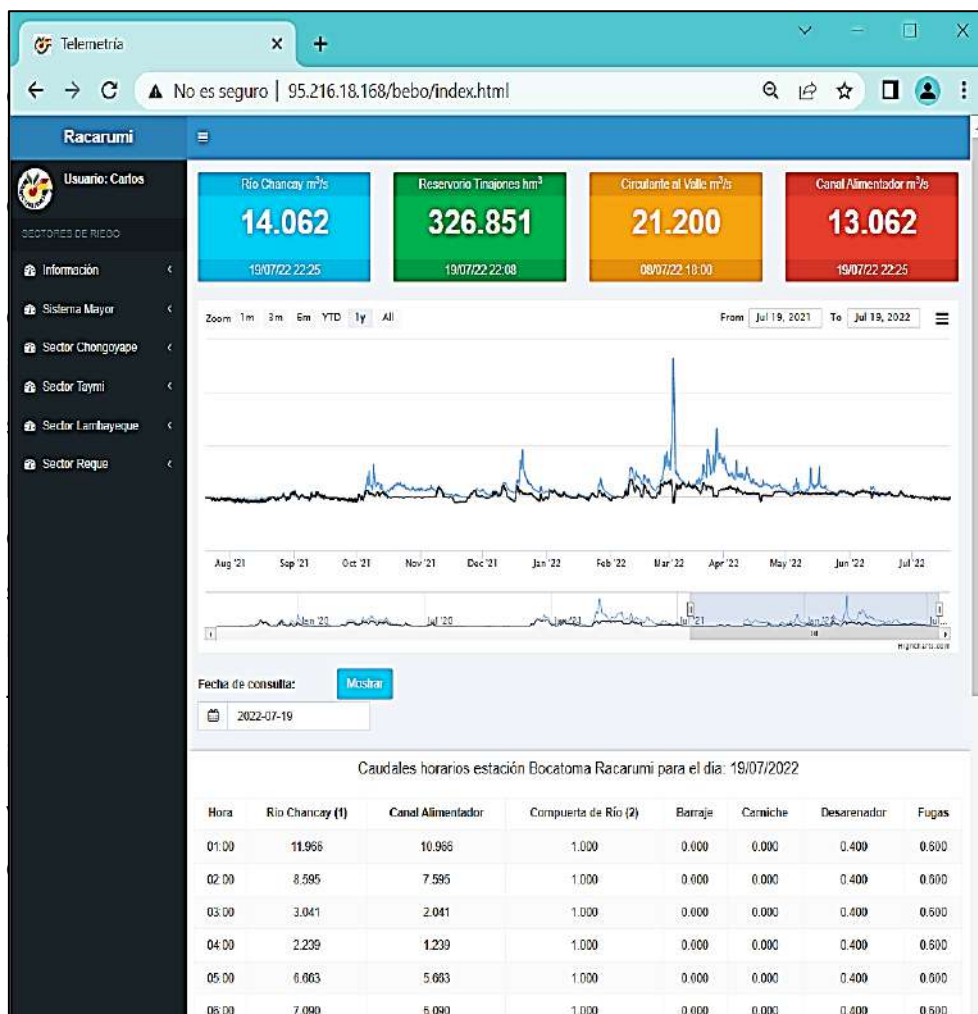 Telemetría
No es seguro | 95.216.18.168/bebo/index.html
Racarumi
Usuario: Carlos
SECTORES DE RIEGO
Información
Sistema Mayor
Sector Chongoyape
Sector Taymi
Sector Lambayeque
Sector Reque
Río Chancay m³/s
14.062
19/07/22 22:25
Reservorio Tinajones hm³
326.851
19/07/22 22:08
Circulante al Valle m³/s
21.200
08/07/22 18:00
Canal Alimentador m³/s
13.062
19/07/22 22:25
Zoom 1m 3m 6m YTD 1y All From Jul 19, 2021 To Jul 19, 2022
Aug '21 Sep '21 Oct '21 Nov '21 Dec '21 Jan '22 Feb '22 Mar '22 Apr '22 May '22 Jun '22 Jul '22
Jan '20 Jul '20 Jan '21 Jul '21 Jan '22 Jul...
Highcharts.com
Fecha de consulta: Mostrar
2022-07-19
Caudales horarios estación Bocatoma Racarumi para el dia: 19/07/2022
Hora Río Chancay (1) Canal Alimentador Compuerta de Río (2) Barraje Carniche Desarenador Fugas
01:00 11.966 10.966 1.000 0.000 0.000 0.400 0.600
02:00 8.595 7.595 1.000 0.000 0.000 0.400 0.600
03:00 3.041 2.041 1.000 0.000 0.000 0.400 0.600
04:00 2.239 1.239 1.000 0.000 0.000 0.400 0.600
05:00 6.663 5.663 1.000 0.000 0.000 0.400 0.600
06:00 7.090 6.090 1.000 0.000 0.000 0.400 0.600